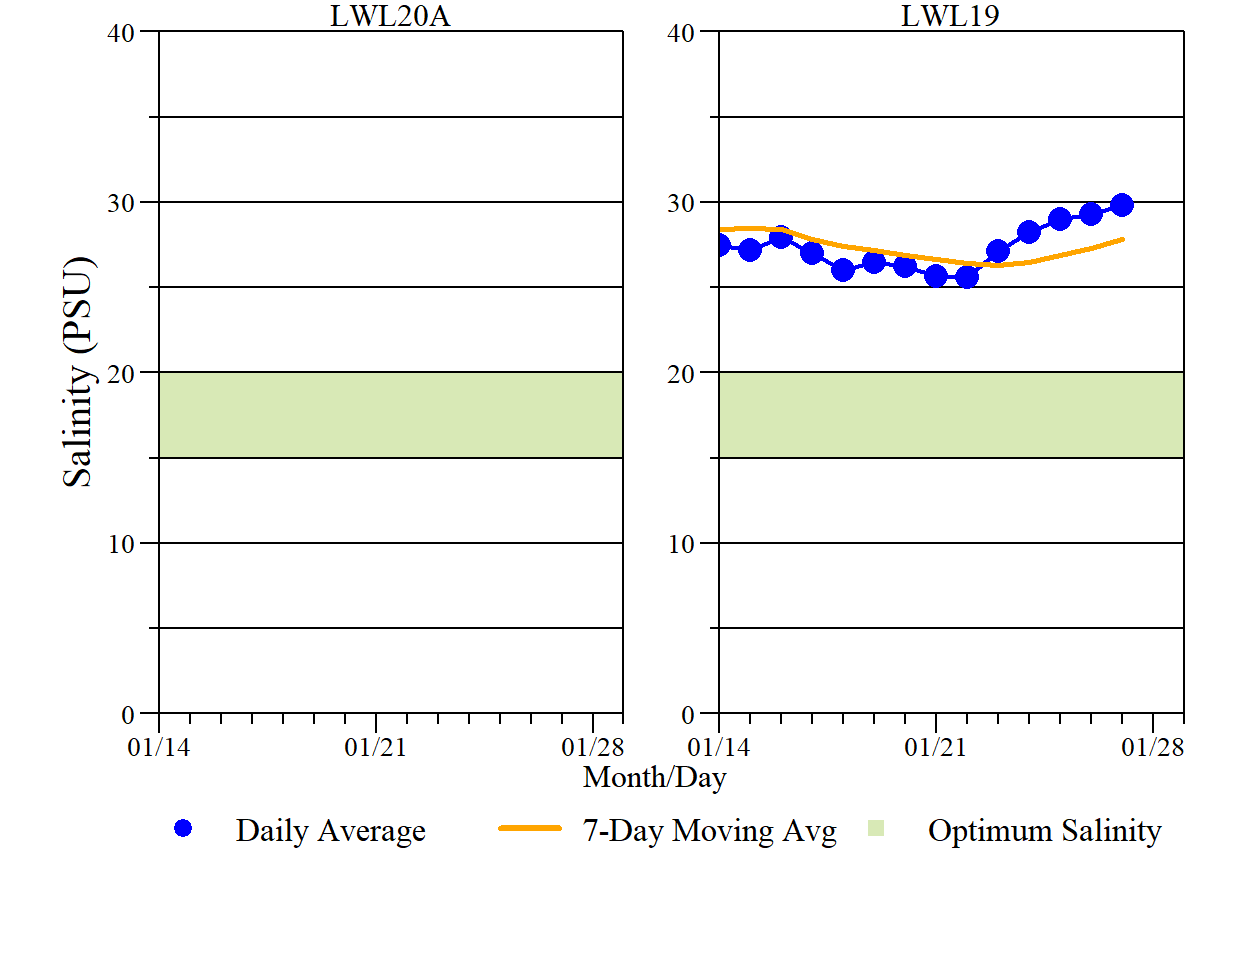 LWL20A LWL19
40 40
30 30
20 20
10 10
0 0
Salinity (PSU)
01/14 01/21 01/28 01/14 01/21 01/28
Month/Day
Daily Average 7-Day Moving Avg Optimum Salinity